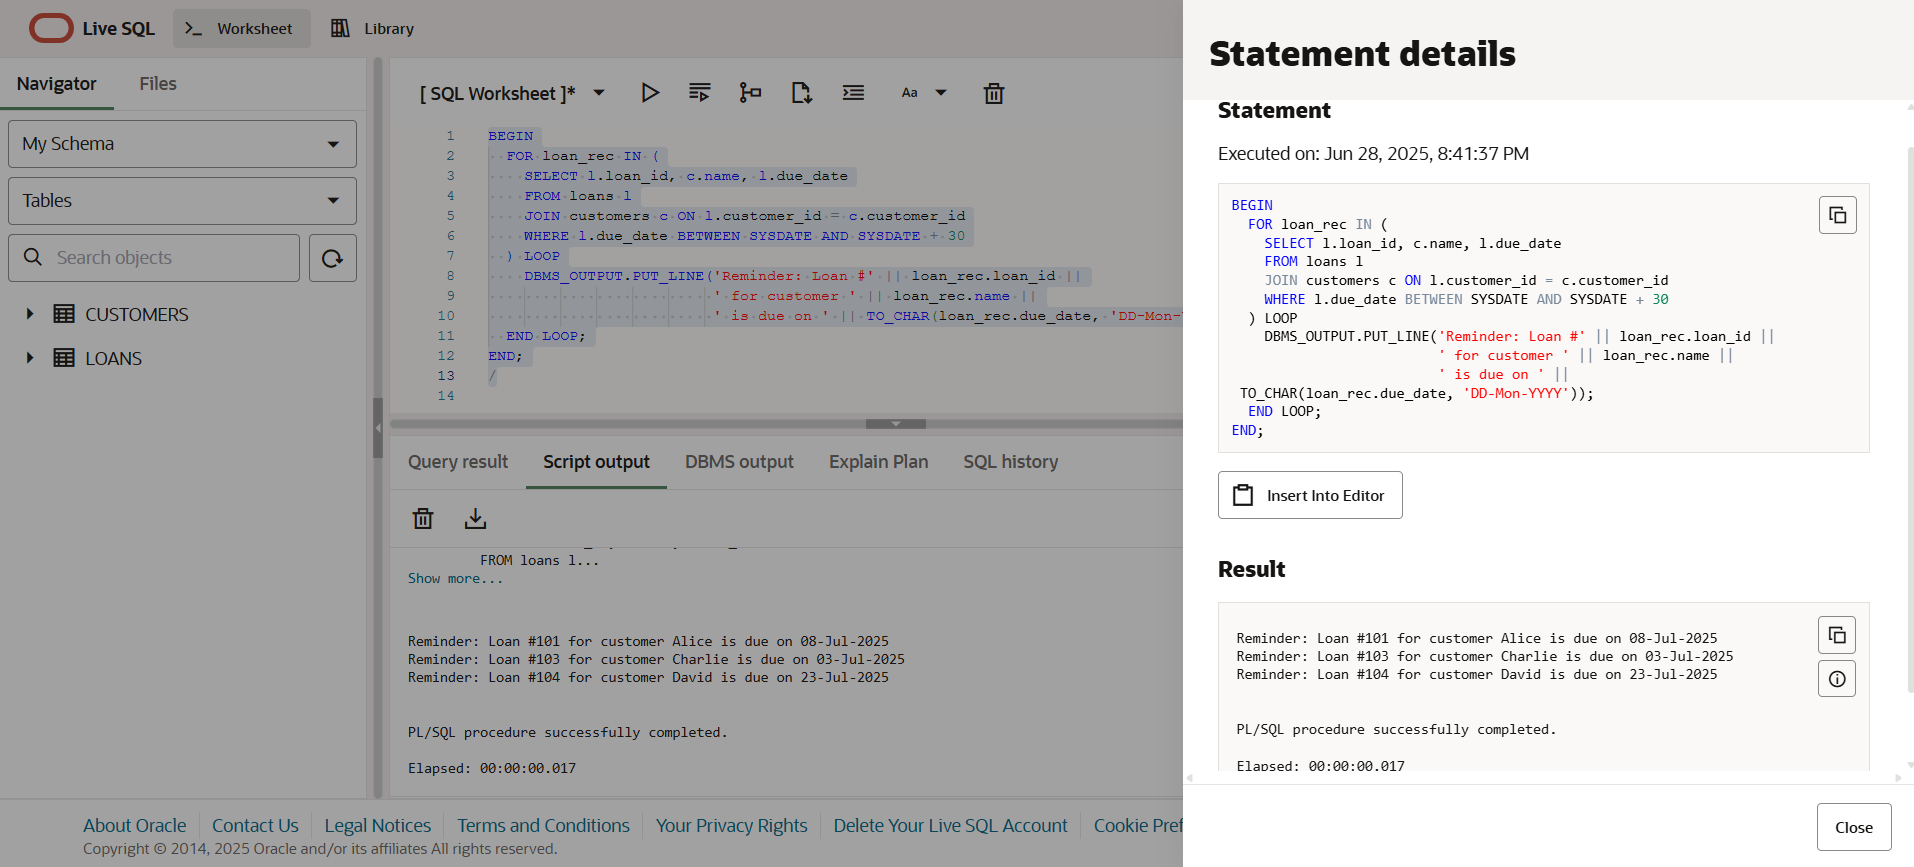 Live SQL
Worksheet
Library
Navigator
Files
My Schema
Tables
Search objects
CUSTOMERS
LOANS
[ SQL Worksheet ]*
Aa
1 BEGIN
2   FOR loan_rec IN (
3     SELECT l.loan_id, c.name, l.due_date
4     FROM loans l
5     JOIN customers c ON l.customer_id = c.customer_id
6     WHERE l.due_date BETWEEN SYSDATE AND SYSDATE + 30
7   ) LOOP
8     DBMS_OUTPUT.PUT_LINE('Reminder: Loan #' || loan_rec.loan_id ||
9                          ' for customer ' || loan_rec.name ||
10                          ' is due on ' || TO_CHAR(loan_rec.due_date, 'DD-Mon-
11   END LOOP;
12 END;
13 /
14
Query result
Script output
DBMS output
Explain Plan
SQL history
FROM loans l...
Show more...
Reminder: Loan #101 for customer Alice is due on 08-Jul-2025
Reminder: Loan #103 for customer Charlie is due on 03-Jul-2025
Reminder: Loan #104 for customer David is due on 23-Jul-2025
PL/SQL procedure successfully completed.
Elapsed: 00:00:00.017
About Oracle
Contact Us
Legal Notices
Terms and Conditions
Your Privacy Rights
Delete Your Live SQL Account
Cookie Pref
Copyright © 2014, 2025 Oracle and/or its affiliates All rights reserved.
Statement details
Statement
Executed on: Jun 28, 2025, 8:41:37 PM
BEGIN
  FOR loan_rec IN (
    SELECT l.loan_id, c.name, l.due_date
    FROM loans l
    JOIN customers c ON l.customer_id = c.customer_id
    WHERE l.due_date BETWEEN SYSDATE AND SYSDATE + 30
  ) LOOP
    DBMS_OUTPUT.PUT_LINE('Reminder: Loan #' || loan_rec.loan_id ||
                         ' for customer ' || loan_rec.name ||
                         ' is due on ' ||
 TO_CHAR(loan_rec.due_date, 'DD-Mon-YYYY'));
  END LOOP;
END;
Insert Into Editor
Result
Reminder: Loan #101 for customer Alice is due on 08-Jul-2025
Reminder: Loan #103 for customer Charlie is due on 03-Jul-2025
Reminder: Loan #104 for customer David is due on 23-Jul-2025
PL/SQL procedure successfully completed.
Elapsed: 00:00:00.017
Close